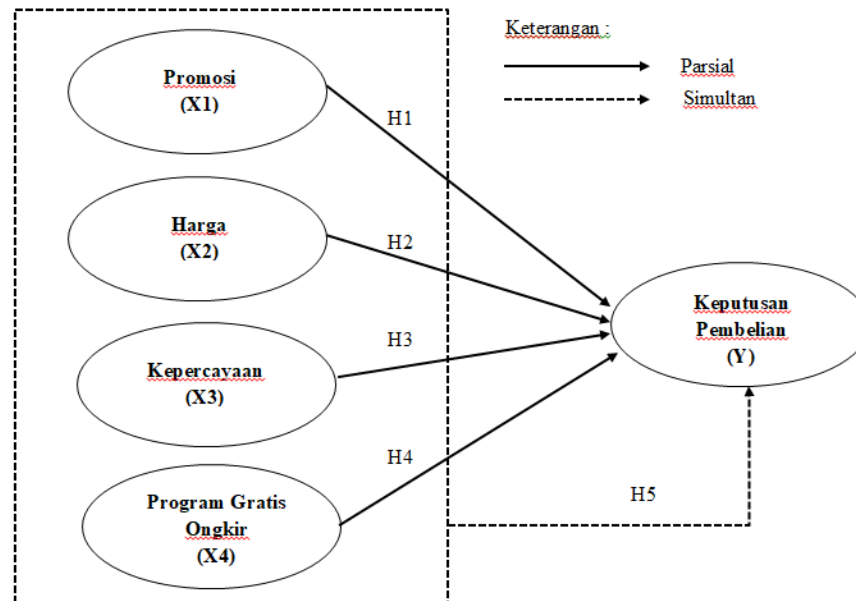 Keterangan :
Parsial
Simultan
Promosi
(X1)
H1
Harga
(X2)
H2
Keputusan
Pembelian
(Y)
H3
Kepercayaan
(X3)
H4
Program Gratis
Ongkir
(X4)
H5